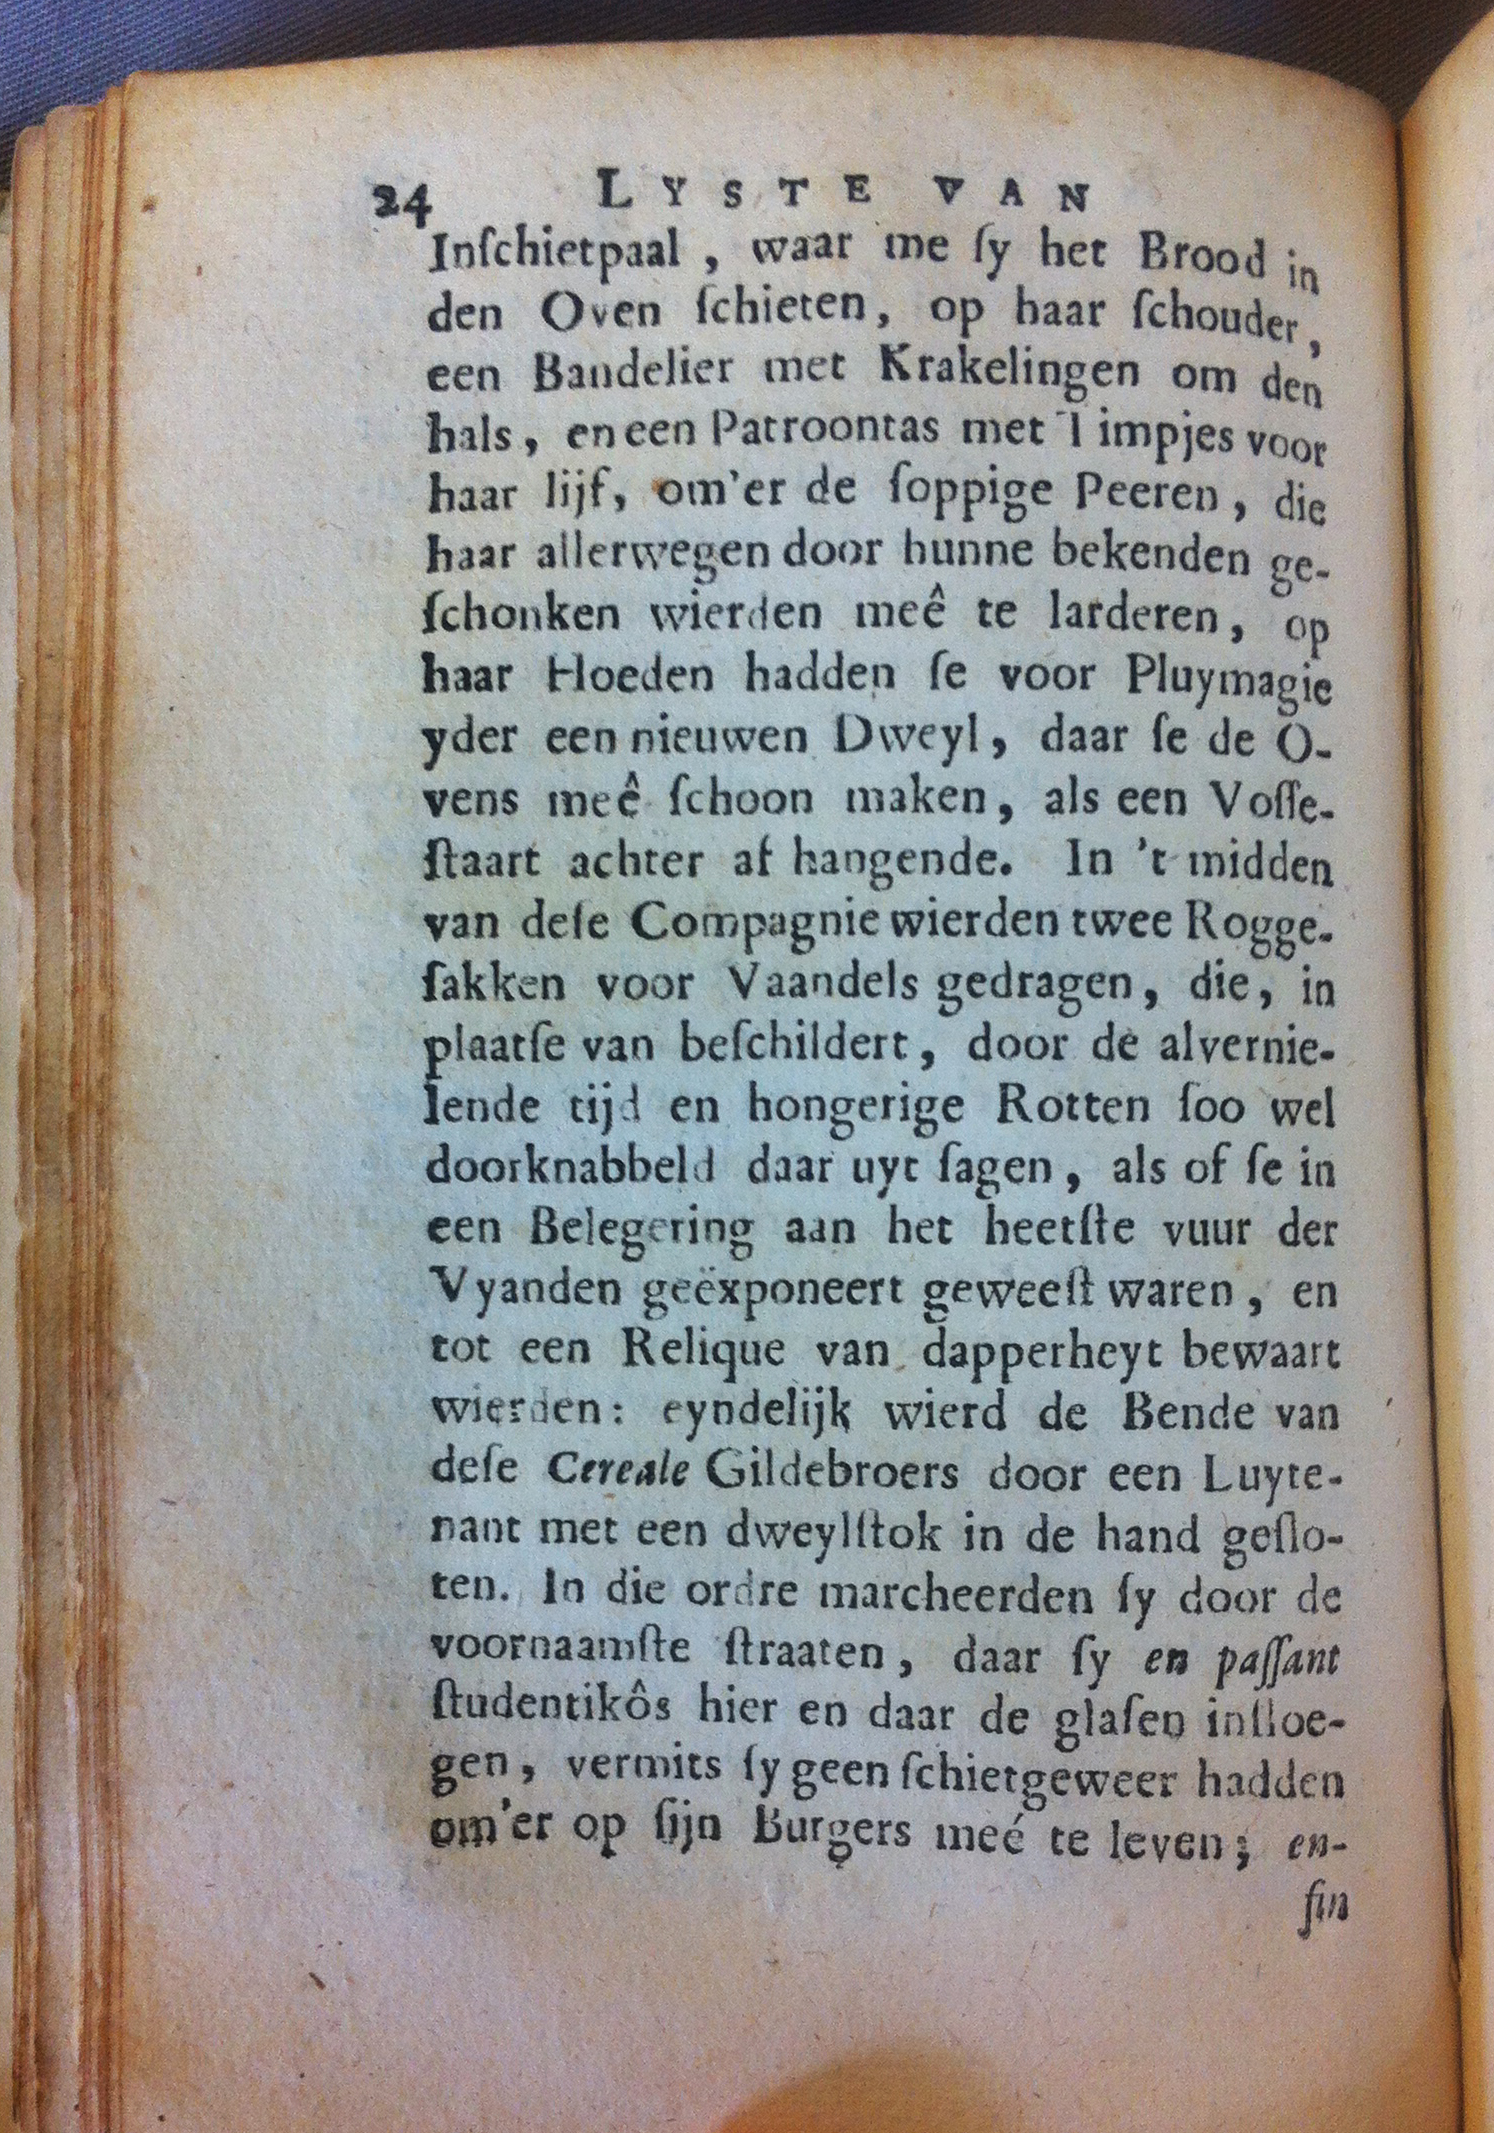 24 LYSTE VAN
Inſchietpaal, waar me ſy het Brood in
den Oven ſchieten, op haar ſchouder,
een Bandelier met Krakelingen om den
hals, en een Patroontas met Timpjes voor
haar lijf, om'er de ſoppige Peeren, die
haar allerwegen door hunne bekenden ge-
ſchonken wierden meê te larderen, op
haar Hoeden hadden ſe voor Pluymagie
yder een nieuwen Dweyl, daar ſe de O-
vens meê ſchoon maken, als een Voſſe-
ſtaart achter af hangende. In 't midden
van deſe Compagnie wierden twee Rogge-
ſakken voor Vaandels gedragen, die, in
plaatſe van beſchildert, door de alvernie-
lende tijd en hongerige Rotten ſoo wel
doorknabbeld daar uyt ſagen, als of ſe in
een Belegering aan het heetſte vuur der
Vyanden geëxponeert geweeſt waren, en
tot een Relique van dapperheyt bewaart
wierden: eyndelijk wierd de Bende van
deſe Cereale Gildebroers door een Luyte-
nant met een dweylſtok in de hand geſlo-
ten. In die ordre marcheerden ſy door de
voornaamſte ſtraaten, daar ſy en paſſant
ſtudentikôs hier en daar de glaſen inſloe-
gen, vermits ſy geen ſchietgeweer hadden
om'er op ſijn Burgers meé te leven; en-
fin